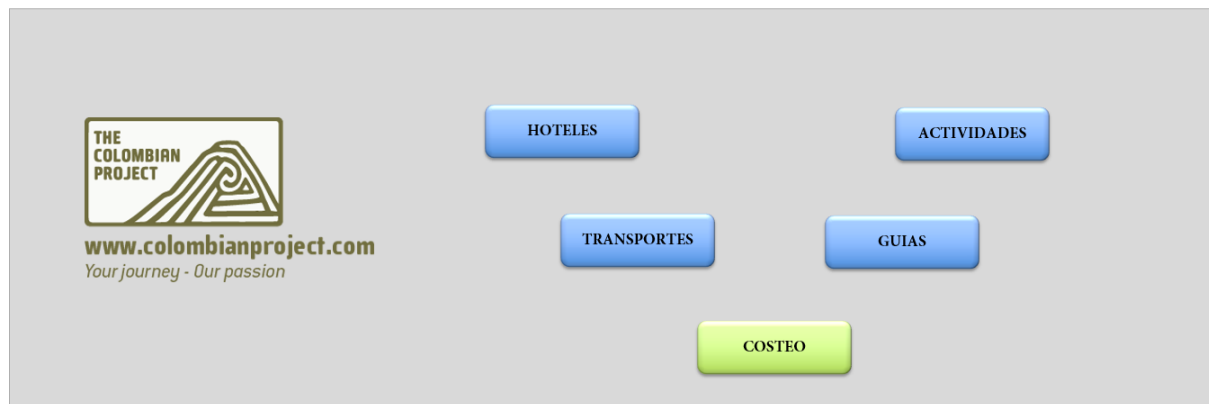 THE
COLOMBIAN
PROJECT
www.colombianproject.com
Your journey - Our passion
HOTELES
ACTIVIDADES
TRANSPORTES
GUIAS
COSTEO